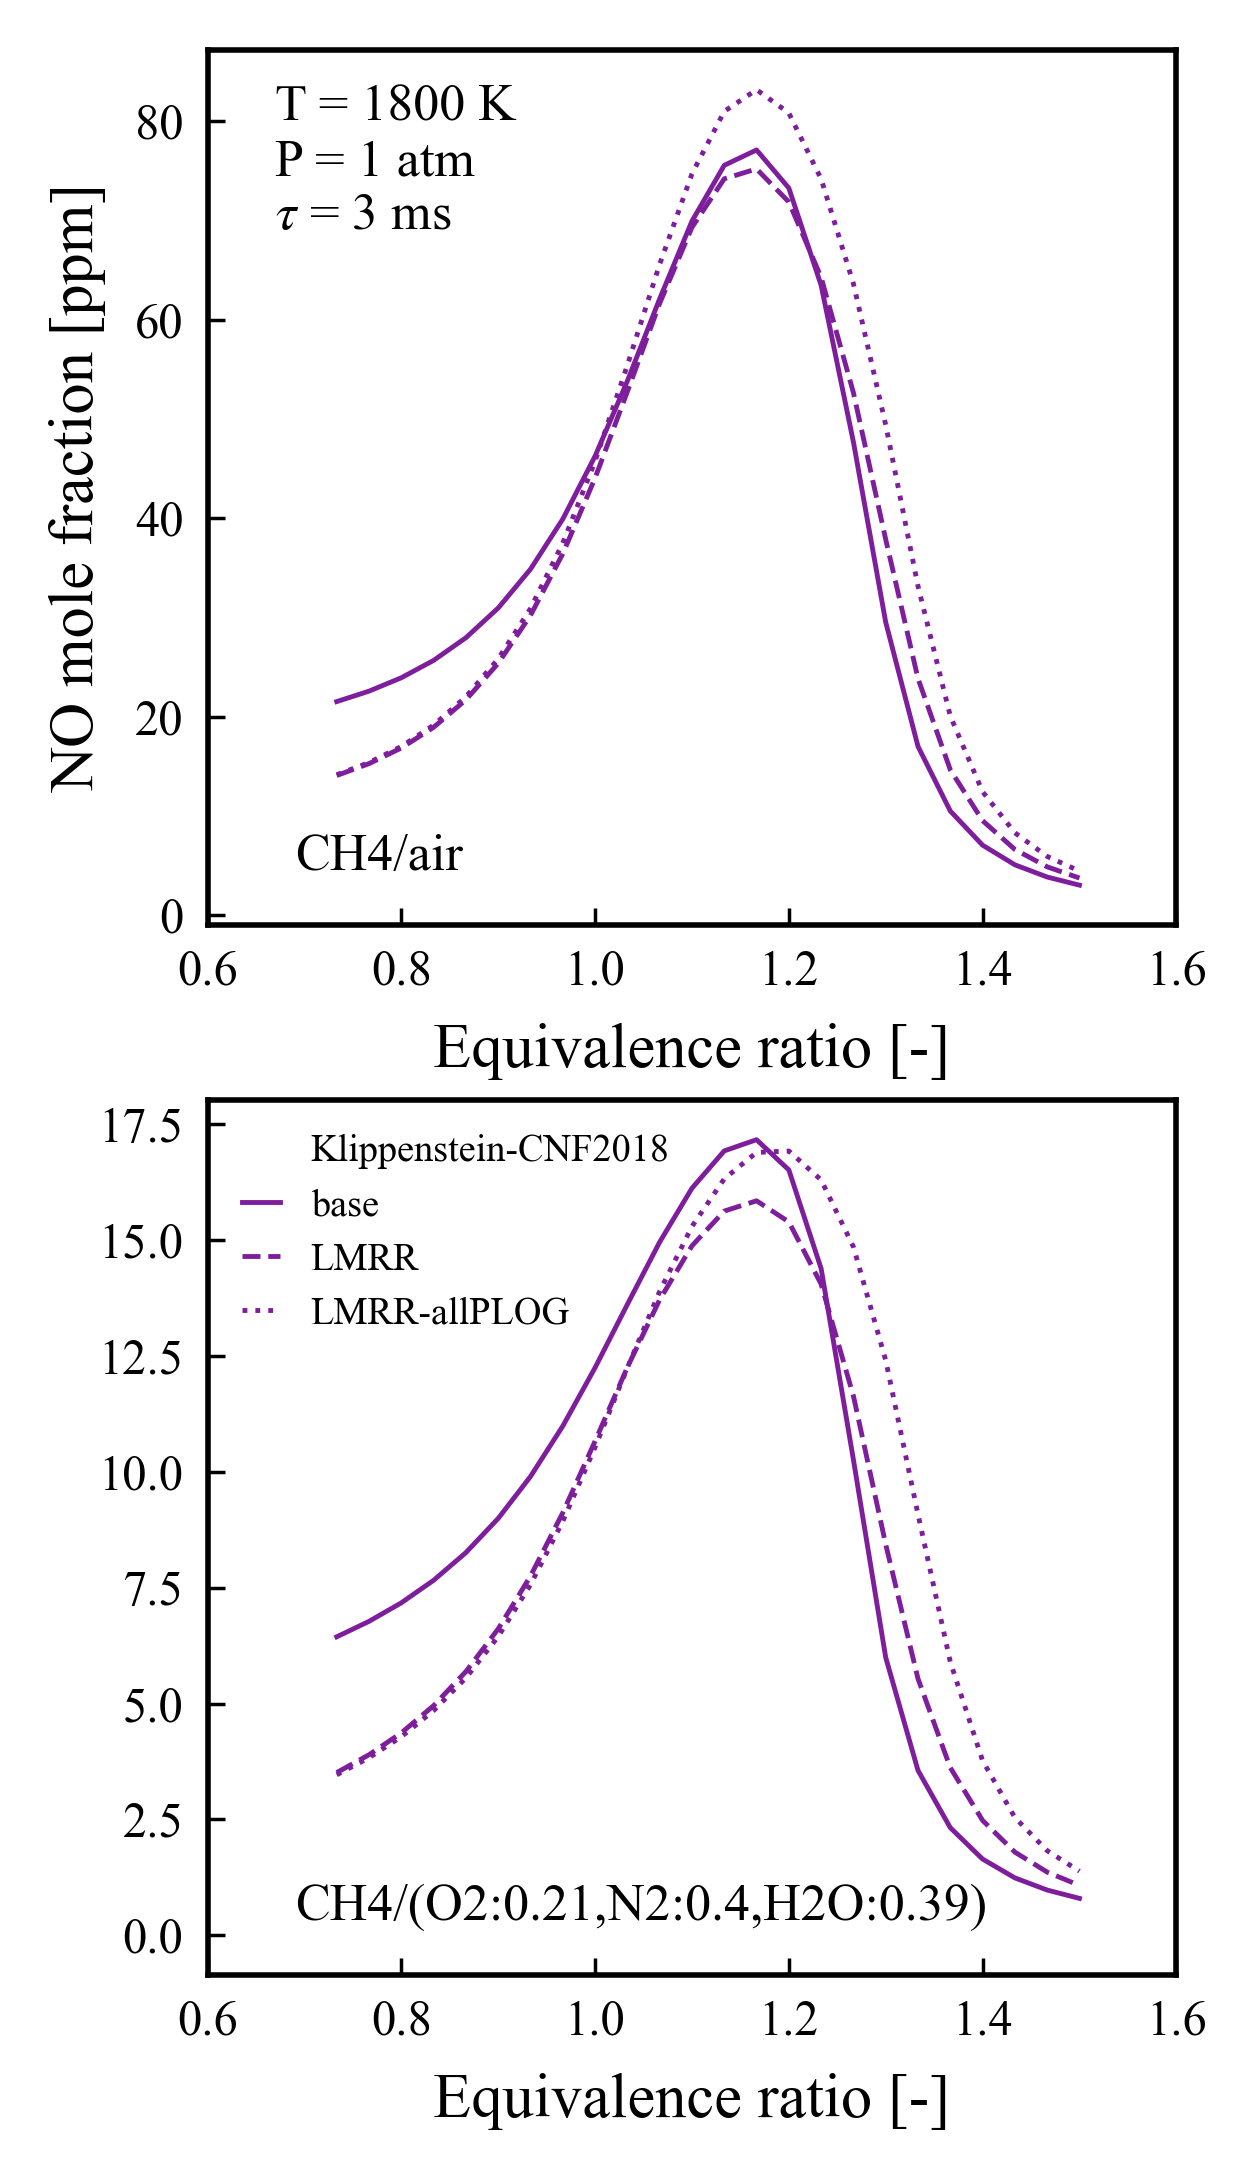 T = 1800 K
P = 1 atm
τ = 3 ms
80
60
40
20
0
NO mole fraction [ppm]
CH4/air
0.6 0.8 1.0 1.2 1.4 1.6
Equivalence ratio [-]
17.5
15.0
12.5
10.0
7.5
5.0
2.5
0.0
Klippenstein-CNF2018
base
LMRR
LMRR-allPLOG
CH4/(O2:0.21,N2:0.4,H2O:0.39)
0.6 0.8 1.0 1.2 1.4 1.6
Equivalence ratio [-]